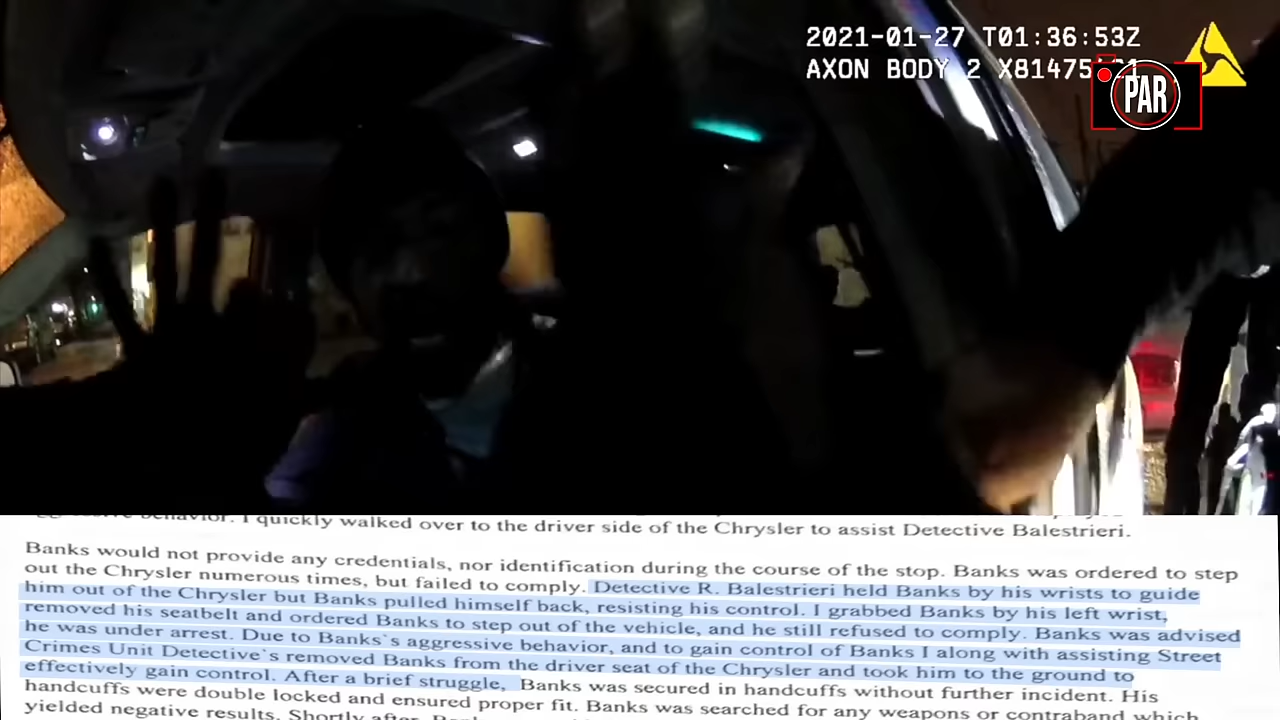 2021-01-27 T01:36:53Z
AXON BODY 2 X81475
PAR
behavior. I quickly walked over to the driver side of the Chrysler to assist Detective Balestrieri.
Banks would not provide any credentials, nor identification during the course of the stop. Banks was ordered to step
out the Chrysler numerous times, but failed to comply. Detective R. Balestrieri held Banks by his wrists to guide
him out of the Chrysler but Banks pulled himself back, resisting his control. I grabbed Banks by his left wrist,
removed his seatbelt and ordered Banks to step out of the vehicle, and he still refused to comply. Banks was advised
he was under arrest. Due to Banks`s aggressive behavior, and to gain control of Banks I along with assisting Street
Crimes Unit Detective`s removed Banks from the driver seat of the Chrysler and took him to the ground to
effectively gain control. After a brief struggle, Banks was secured in handcuffs without further incident. His
handcuffs were double locked and ensured proper fit. Banks was searched for any weapons or contraband which
yielded negative results. Shortly after,